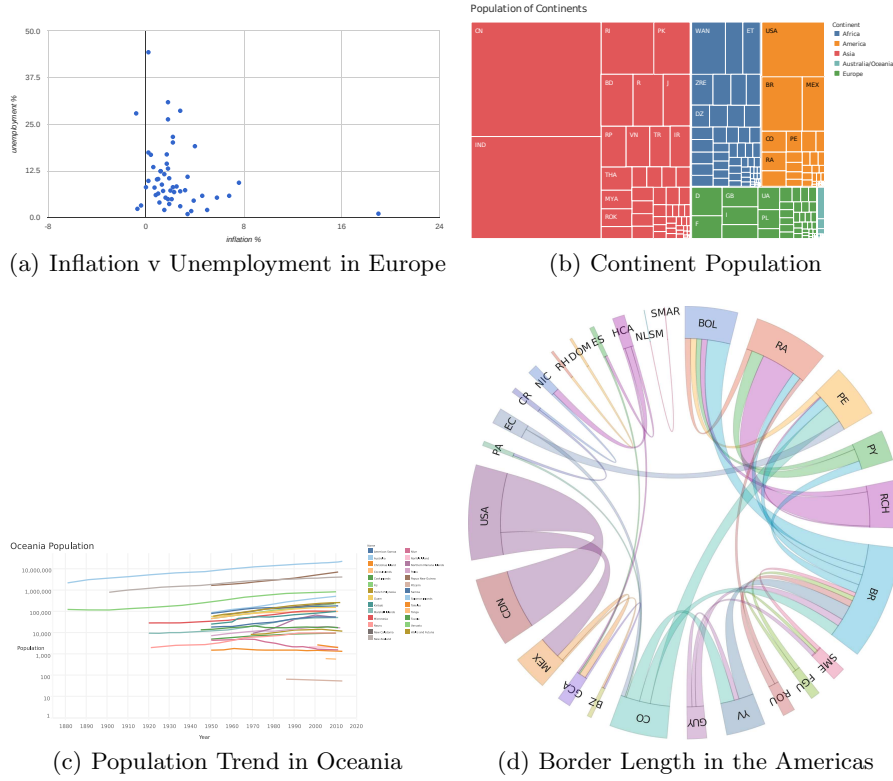 50.0
37.5
25.0
12.5
0.0
-8
0
8
16
24
unemployment %
inflation %
(a) Inflation v Unemployment in Europe
Population of Continents
CN
IND
RI
PK
BD
R
J
RP
VN
TR
IR
THA
MYA
ROK
WAN
ET
ZRE
DZ
USA
BR
MEX
CO
PE
RA
D
F
GB
I
UA
PL
Continent
Africa
America
Asia
Australia/Oceania
Europe
(b) Continent Population
Oceania Population
10,000,000
1,000,000
100,000
10,000
Population
1,000
100
10
1
1880 1890 1900 1910 1920 1930 1940 1950 1960 1970 1980 1990 2000 2010 2020
Year
(c) Population Trend in Oceania
BOL
RA
PE
PY
RCH
BR
SME
FGU
ROU
YV
GUY
CO
BZ
GCA
MEX
CDN
USA
PA
EC
CR
NIC
RH
DOM
ES
HCA
NLSM
SMAR
(d) Border Length in the Americas